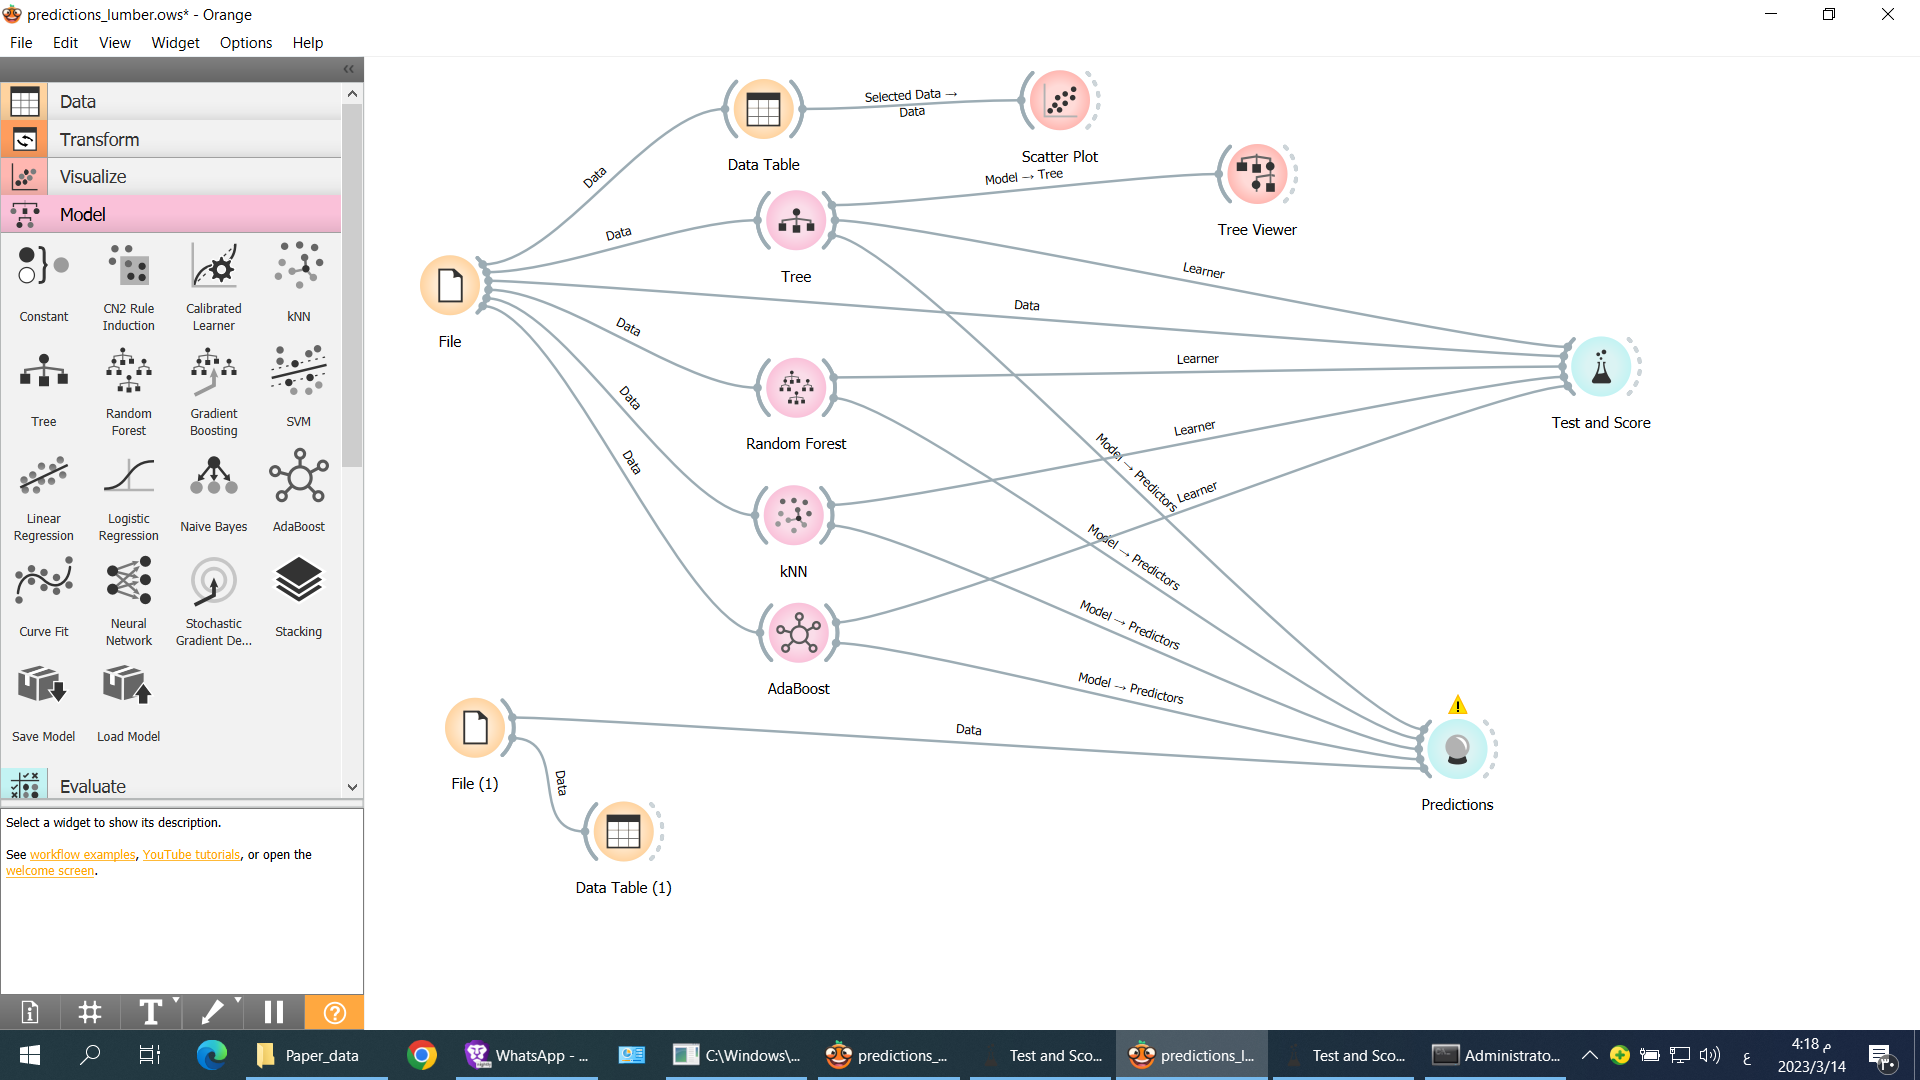 predictions_lumber.ows* - Orange
File Edit View Widget Options Help
Data
Transform
Visualize
Model
Constant
CN2 Rule
Induction
Calibrated
Learner
kNN
Tree
Random
Forest
Gradient
Boosting
SVM
Linear
Regression
Logistic
Regression
Naive Bayes
AdaBoost
Curve Fit
Neural
Network
Stochastic
Gradient De...
Stacking
Save Model
Load Model
Evaluate
Select a widget to show its description.
See workflow examples, YouTube tutorials, or open the
welcome screen.
Data Table
Selected Data →
Data
Scatter Plot
Data
Model → Tree
Tree Viewer
Data
Tree
Learner
File
Data
Data
Learner
Test and Score
Random Forest
Data
Learner
Model → Predictors
kNN
Data
Learner
Model → Predictors
Model → Predictors
AdaBoost
Model → Predictors
File (1)
Data
Data
Predictions
Data Table (1)
Paper_data
WhatsApp - ...
C:\Windows\...
predictions_...
Test and Sco...
predictions_l...
Test and Sco...
Administrato...
ع
4:18 م
2023/3/14
٣